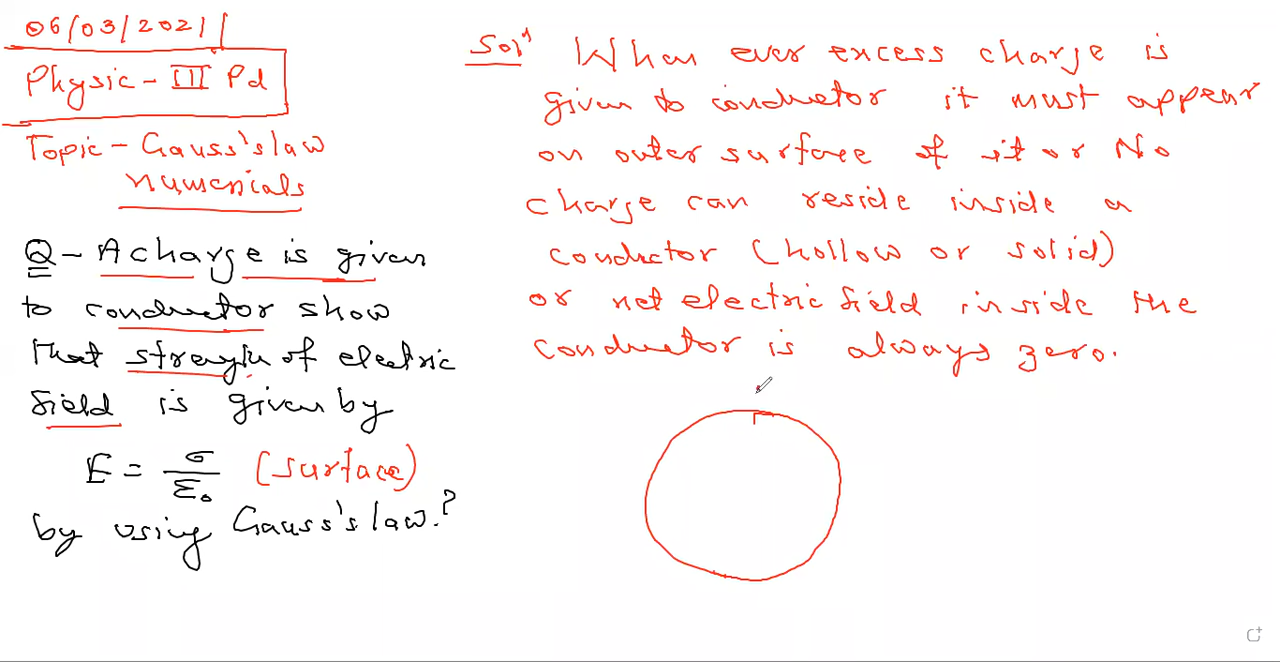 06/03/2021
Physic - III Pd
Topic - Gauss's law
numericals
Q - A charge is given
to conductor show
that strength of electric
field is given by
E = σ/ε₀ (surface)
by using Gauss's law.?
Solⁿ When ever excess charge is
given to conductor it must appear
on outer surface of it or No
charge can reside inside a
conductor (hollow or solid)
or net electric field inside the
conductor is always zero.